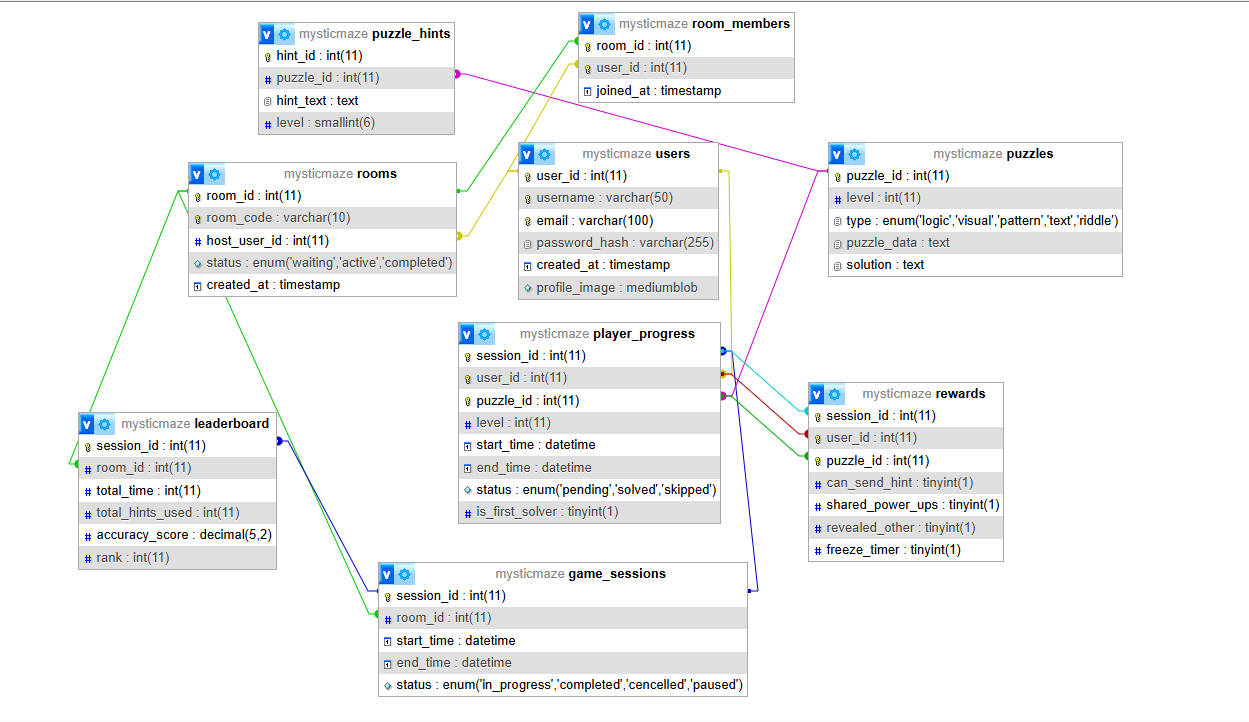 mysticmaze puzzle_hints
hint_id : int(11)
puzzle_id : int(11)
hint_text : text
level : smallint(6)
mysticmaze room_members
room_id : int(11)
user_id : int(11)
joined_at : timestamp
mysticmaze rooms
room_id : int(11)
room_code : varchar(10)
host_user_id : int(11)
status : enum('waiting','active','completed')
created_at : timestamp
mysticmaze users
user_id : int(11)
username : varchar(50)
email : varchar(100)
password_hash : varchar(255)
created_at : timestamp
profile_image : mediumblob
mysticmaze puzzles
puzzle_id : int(11)
level : int(11)
type : enum('logic','visual','pattern','text','riddle')
puzzle_data : text
solution : text
mysticmaze player_progress
session_id : int(11)
user_id : int(11)
puzzle_id : int(11)
level : int(11)
start_time : datetime
end_time : datetime
status : enum('pending','solved','skipped')
is_first_solver : tinyint(1)
mysticmaze rewards
session_id : int(11)
user_id : int(11)
puzzle_id : int(11)
can_send_hint : tinyint(1)
shared_power_ups : tinyint(1)
revealed_other : tinyint(1)
freeze_timer : tinyint(1)
mysticmaze leaderboard
session_id : int(11)
room_id : int(11)
total_time : int(11)
total_hints_used : int(11)
accuracy_score : decimal(5,2)
rank : int(11)
mysticmaze game_sessions
session_id : int(11)
room_id : int(11)
start_time : datetime
end_time : datetime
status : enum('in_progress','completed','cencelled','paused')